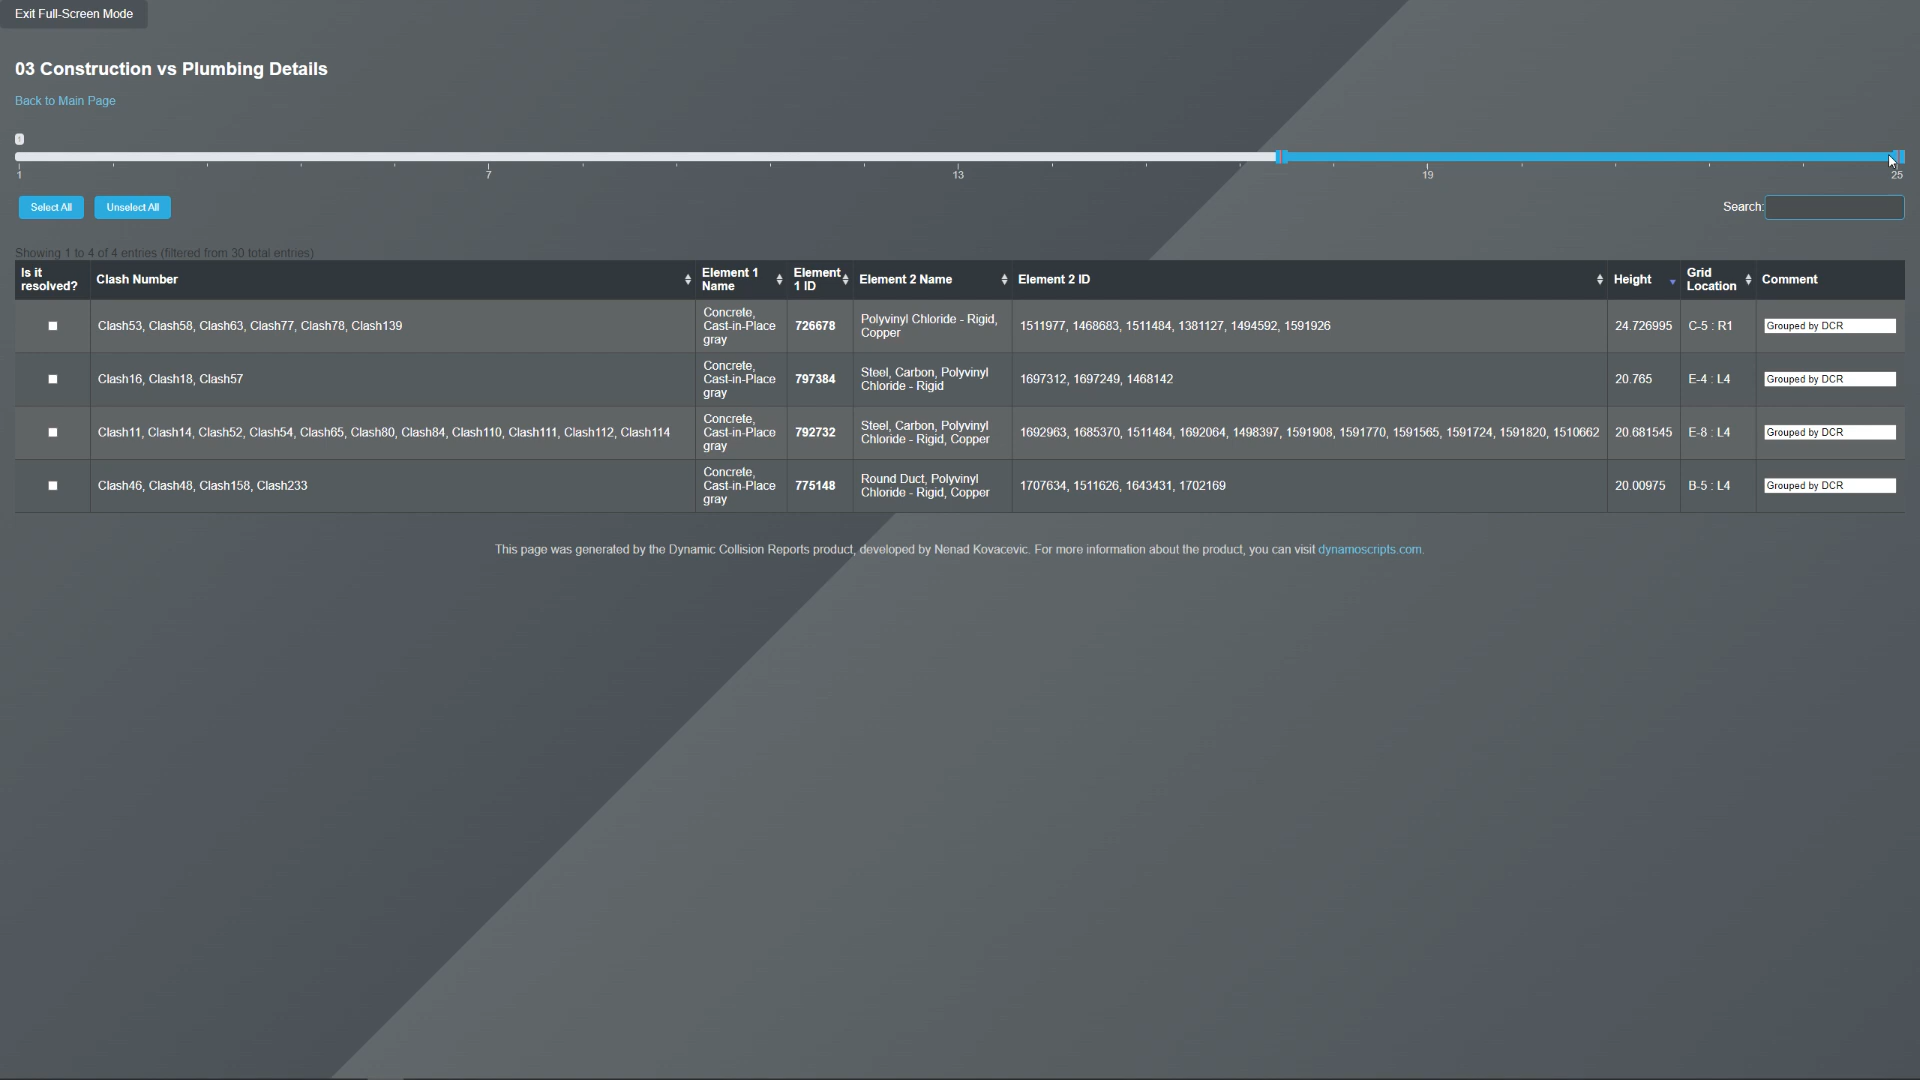 Exit Full-Screen Mode
03 Construction vs Plumbing Details
Back to Main Page
1 7 13 19 25
Select All Unselect All Search:
Showing 1 to 4 of 4 entries (filtered from 30 total entries)
Is it resolved? Clash Number Element 1 Name Element 1 ID Element 2 Name Element 2 ID Height Grid Location Comment
Clash53, Clash58, Clash63, Clash77, Clash78, Clash139 Concrete, Cast-in-Place gray 726678 Polyvinyl Chloride - Rigid, Copper 1511977, 1468683, 1511484, 1381127, 1494592, 1591926 24.726995 C-5 : R1 Grouped by DCR
Clash16, Clash18, Clash57 Concrete, Cast-in-Place gray 797384 Steel, Carbon, Polyvinyl Chloride - Rigid 1697312, 1697249, 1468142 20.765 E-4 : L4 Grouped by DCR
Clash11, Clash14, Clash52, Clash54, Clash65, Clash80, Clash84, Clash110, Clash111, Clash112, Clash114 Concrete, Cast-in-Place gray 792732 Steel, Carbon, Polyvinyl Chloride - Rigid, Copper 1692963, 1685370, 1511484, 1692064, 1498397, 1591908, 1591770, 1591565, 1591724, 1591820, 1510662 20.681545 E-8 : L4 Grouped by DCR
Clash46, Clash48, Clash158, Clash233 Concrete, Cast-in-Place gray 775148 Round Duct, Polyvinyl Chloride - Rigid, Copper 1707634, 1511626, 1643431, 1702169 20.00975 B-5 : L4 Grouped by DCR
This page was generated by the Dynamic Collision Reports product, developed by Nenad Kovacevic. For more information about the product, you can visit dynamoscripts.com.